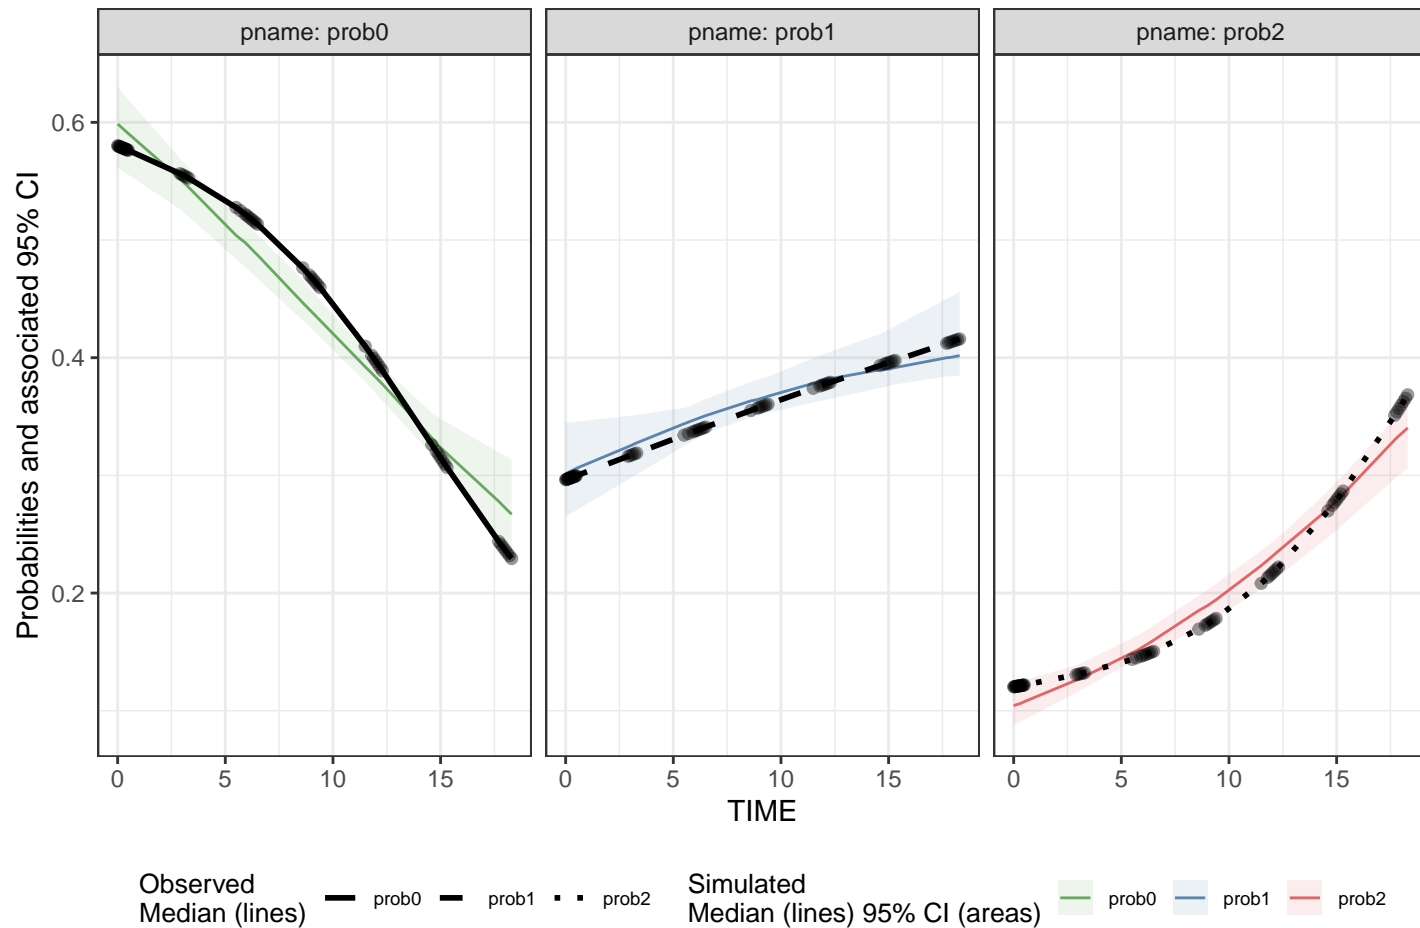 pname: prob0 pname: prob1 pname: prob2
Probabilities and associated 95% CI
0.6
0.4
0.2
0 5 10 15 0 5 10 15 0 5 10 15
TIME
Observed
Median (lines)
prob0 prob1 prob2
Simulated
Median (lines) 95% CI (areas)
prob0 prob1 prob2